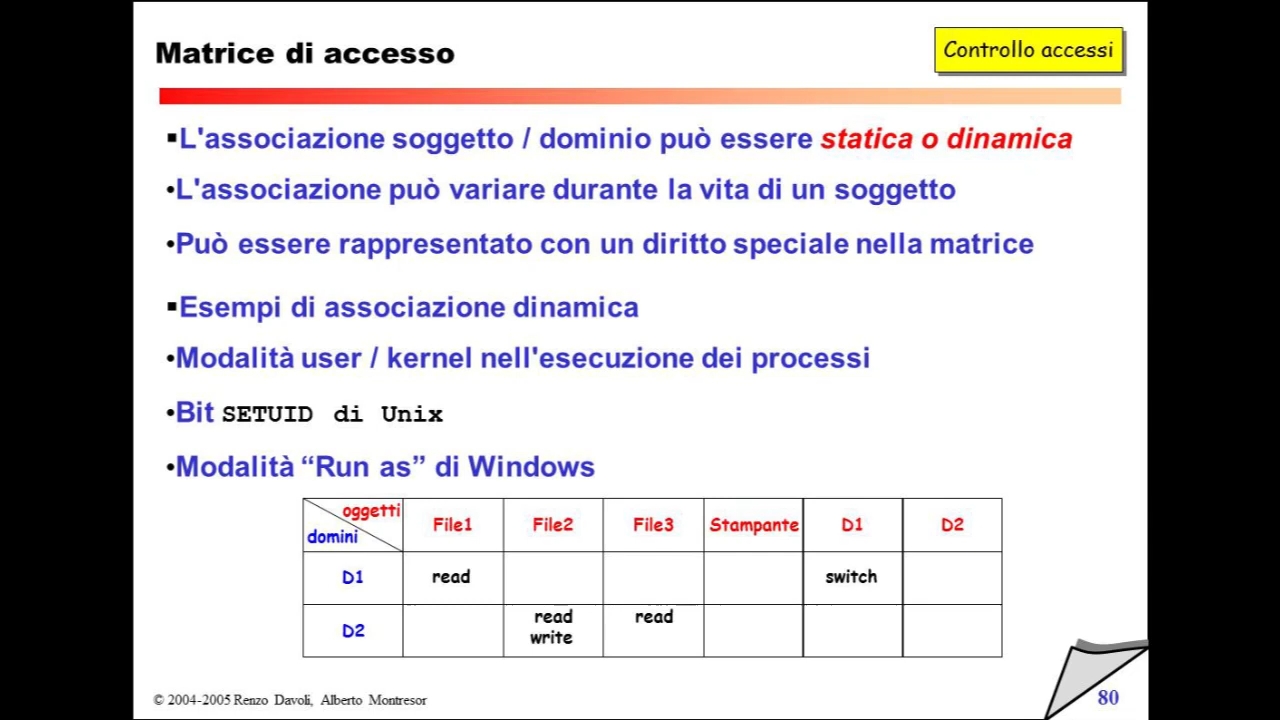 Matrice di accesso
Controllo accessi
▪L'associazione soggetto / dominio può essere statica o dinamica
•L'associazione può variare durante la vita di un soggetto
•Può essere rappresentato con un diritto speciale nella matrice
▪Esempi di associazione dinamica
•Modalità user / kernel nell'esecuzione dei processi
•Bit SETUID di Unix
•Modalità “Run as” di Windows
oggetti
domini
File1 File2 File3 Stampante D1 D2
D1 read switch
D2 read write read
© 2004-2005 Renzo Davoli, Alberto Montresor
80